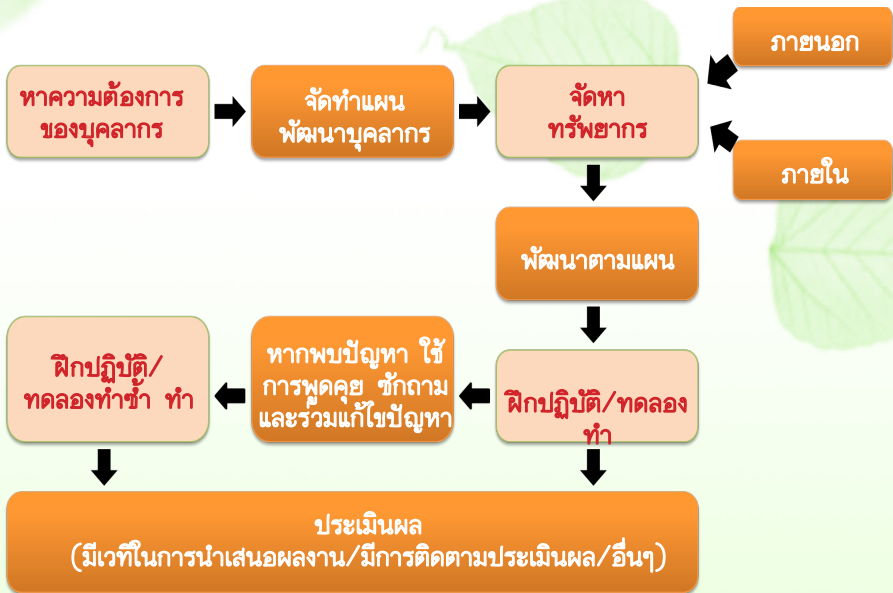 หาความต้องการ
ของบุคลากร
จัดทำแผน
พัฒนาบุคลากร
จัดหา
ทรัพยากร
ภายนอก
ภายใน
พัฒนาตามแผน
ฝึกปฏิบัติ/ทดลอง
ทำ
หากพบปัญหา ใช้
การพูดคุย ซักถาม
และร่วมแก้ไขปัญหา
ฝึกปฏิบัติ/
ทดลองทำซ้ำ ทำ
ประเมินผล
(มีเวทีในการนำเสนอผลงาน/มีการติดตามประเมินผล/อื่นๆ)